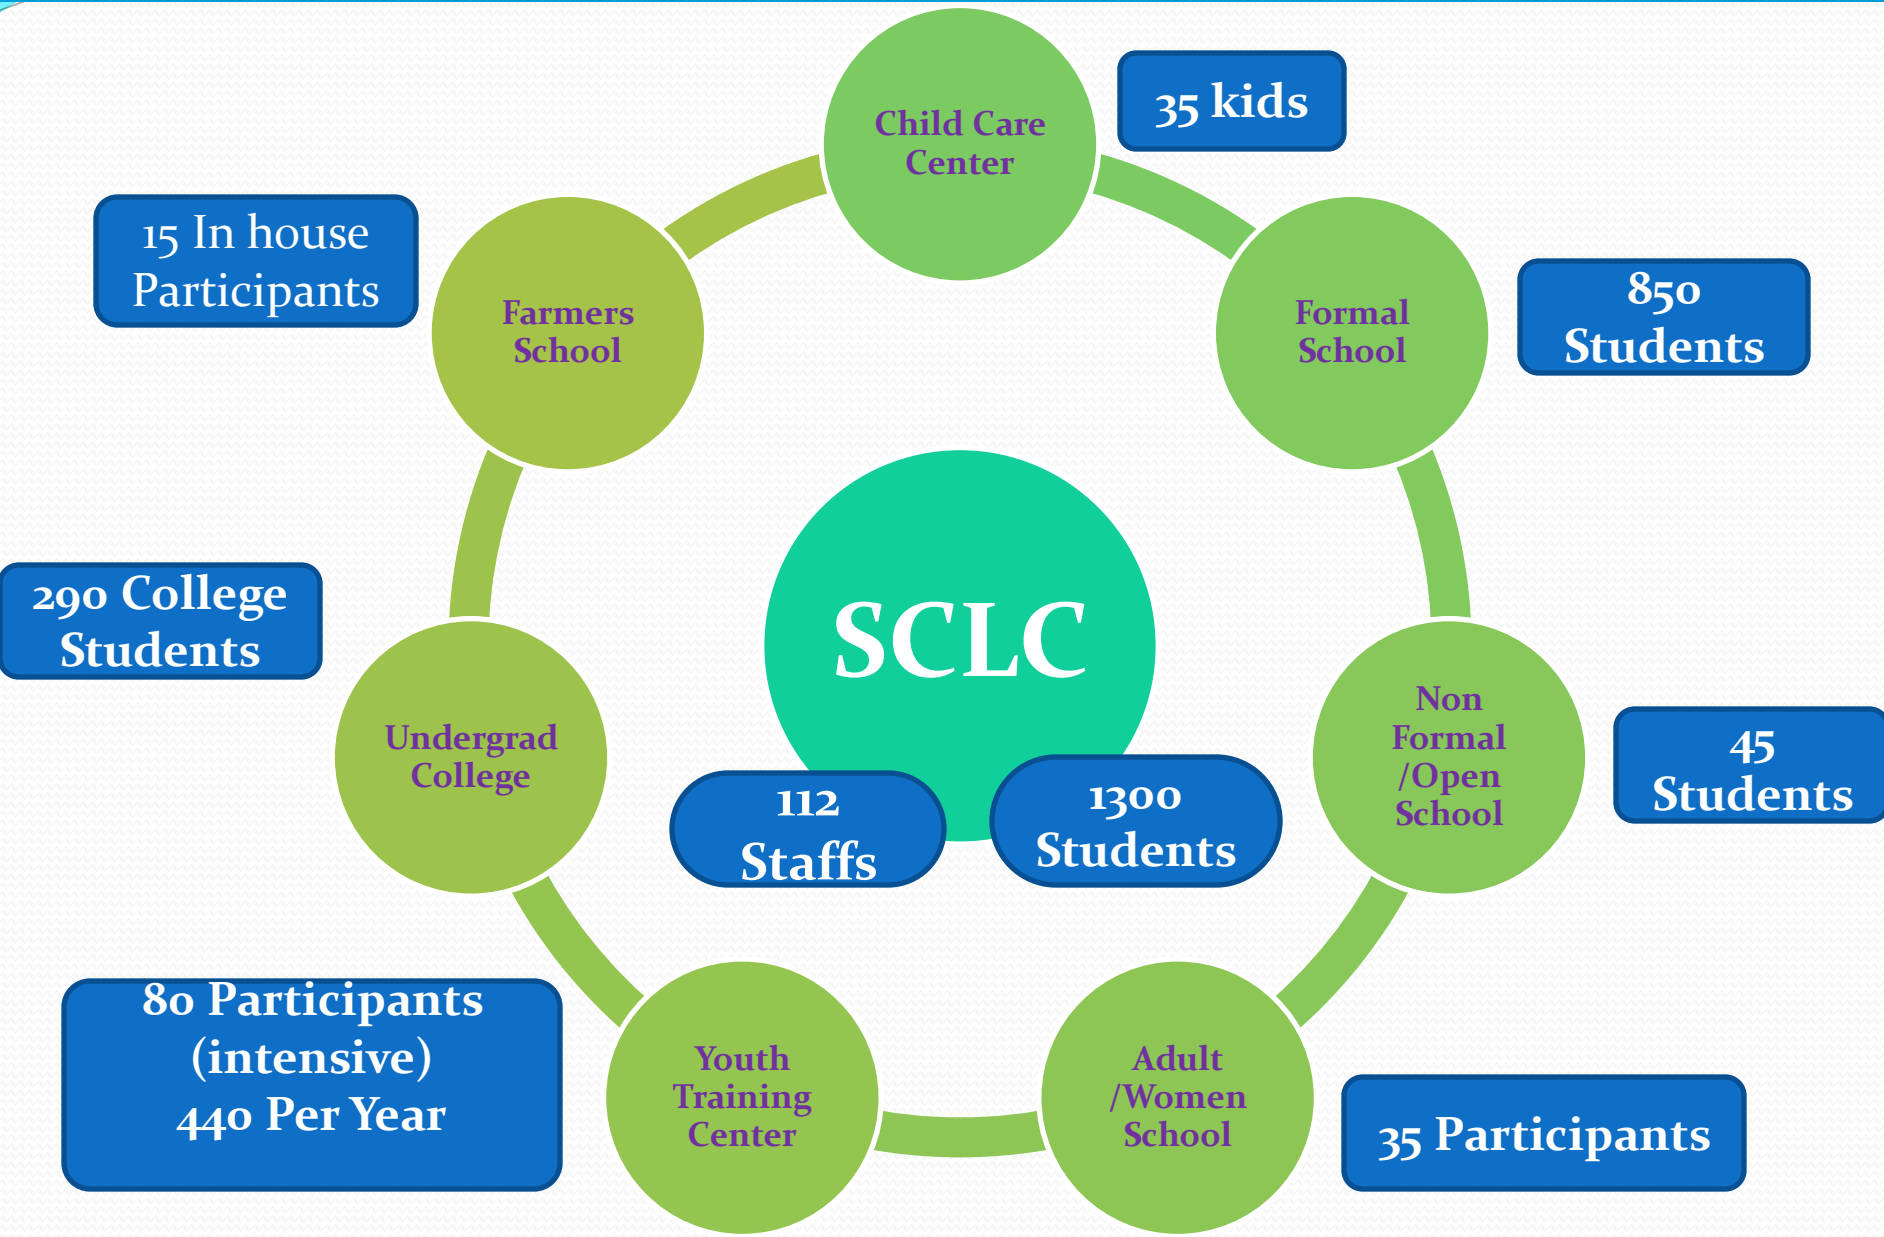 Child Care
Center
35 kids
Formal
School
850
Students
Non
Formal
/Open
School
45
Students
Adult
/Women
School
35 Participants
Youth
Training
Center
80 Participants
(intensive)
440 Per Year
Undergrad
College
290 College
Students
Farmers
School
15 In house
Participants
SCLC
112
Staffs
1300
Students